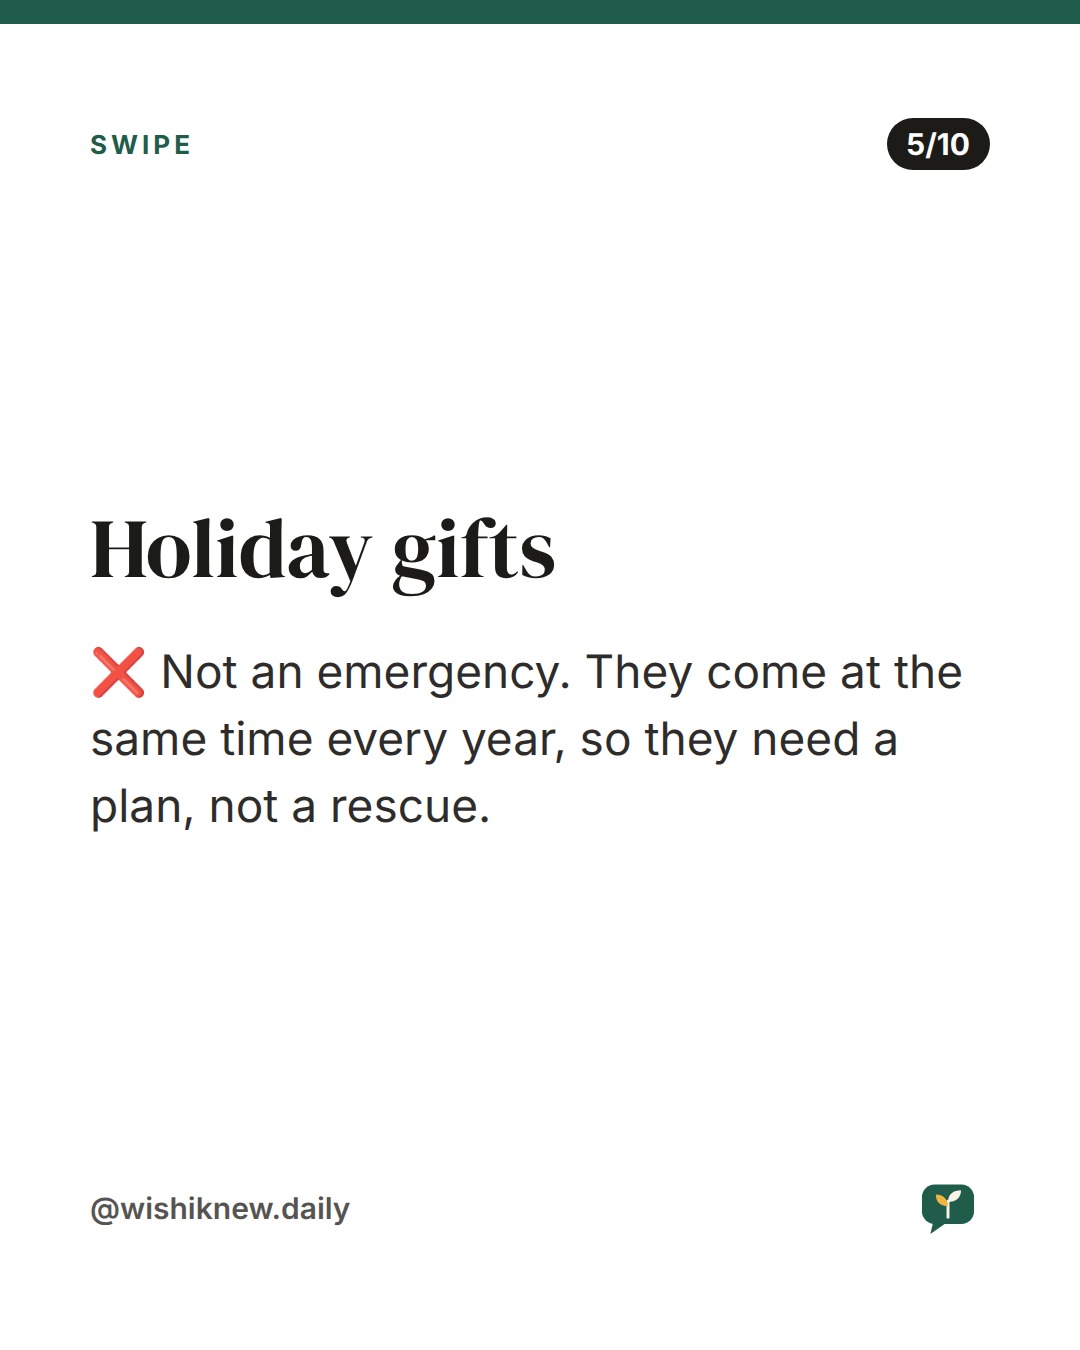 SWIPE
5/10
Holiday gifts
❌ Not an emergency. They come at the
same time every year, so they need a
plan, not a rescue.
@wishiknew.daily